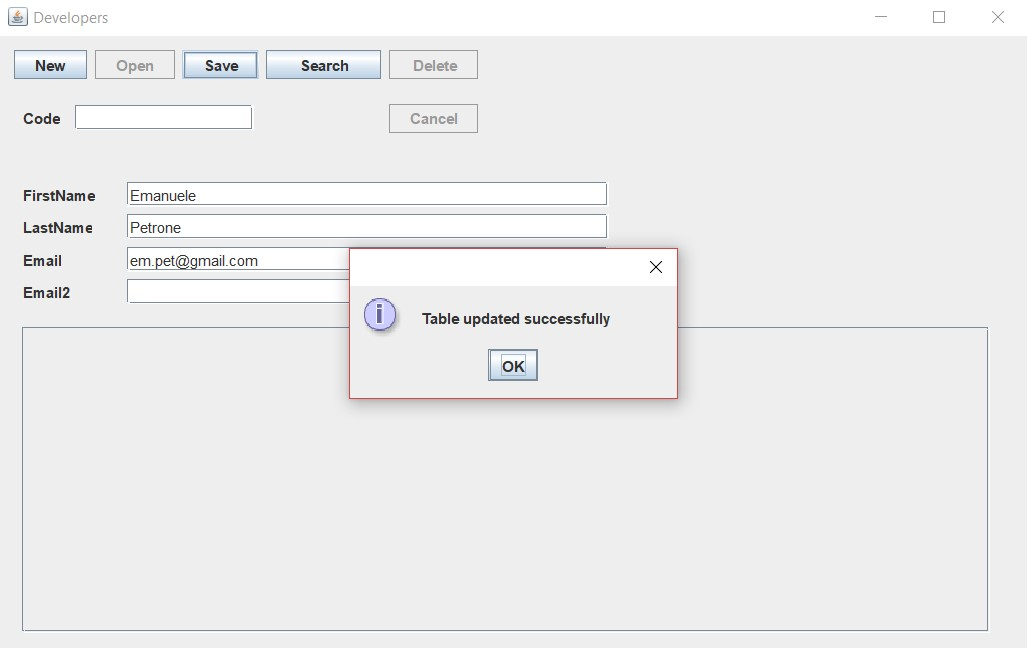 Developers
New Open Save Search Delete
Code Cancel
FirstName Emanuele
LastName Petrone
Email em.pet@gmail.com
Email2
i Table updated successfully
OK